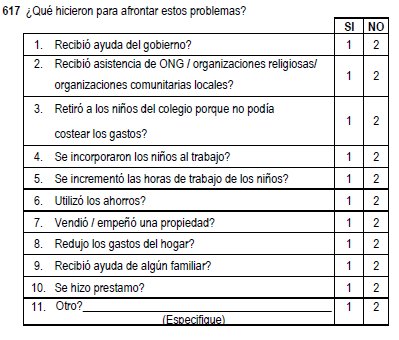 617 ¿Qué hicieron para afrontar estos problemas?
SI NO
1. Recibió ayuda del gobierno? 1 2
2. Recibió asistencia de ONG / organizaciones religiosas/
organizaciones comunitarias locales? 1 2
3. Retiró a los niños del colegio porque no podía
costear los gastos? 1 2
4. Se incorporaron los niños al trabajo? 1 2
5. Se incrementó las horas de trabajo de los niños? 1 2
6. Utilizó los ahorros? 1 2
7. Vendió / empeñó una propiedad? 1 2
8. Redujo los gastos del hogar? 1 2
9. Recibió ayuda de algún familiar? 1 2
10. Se hizo prestamo? 1 2
11. Otro?______________________________ 1 2
(Especifique)